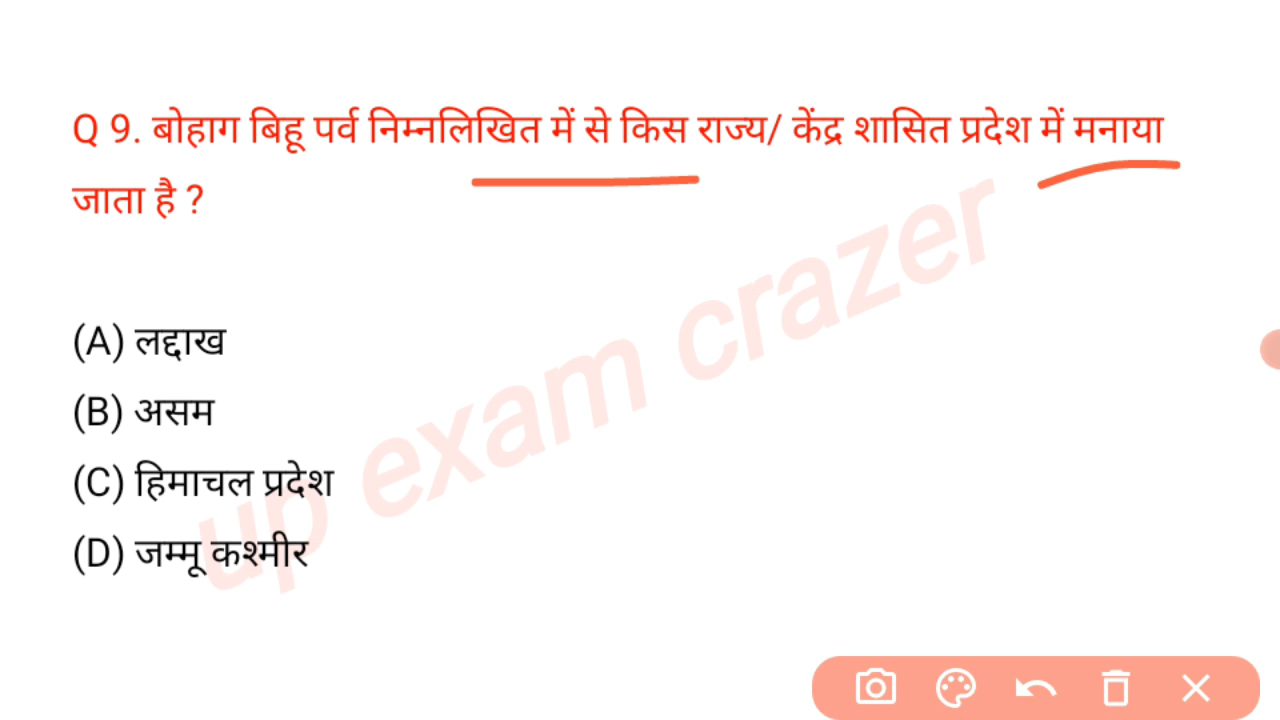 Q 9. बोहाग बिहू पर्व निम्नलिखित में से किस राज्य/ केंद्र शासित प्रदेश में मनाया
जाता है ?
(A) लद्दाख
(B) असम
(C) हिमाचल प्रदेश
(D) जम्मू कश्मीर
up exam crazer